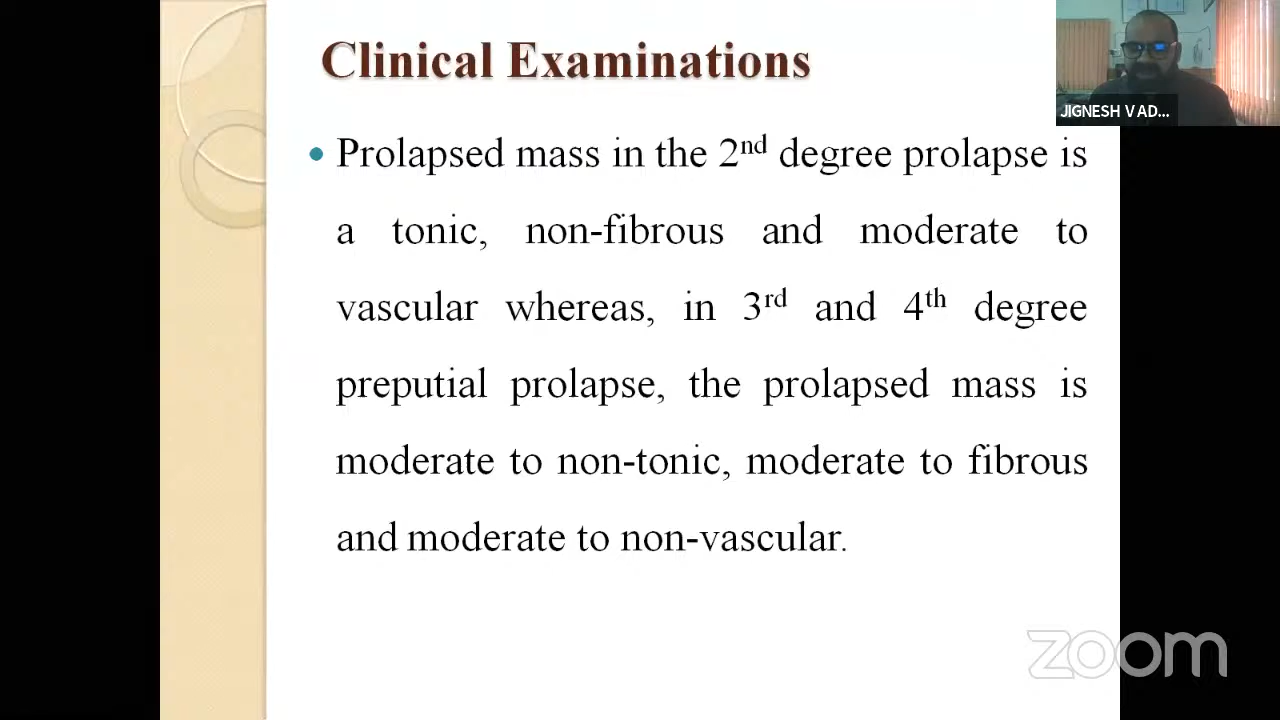 Clinical Examinations
JIGNESH V AD...
• Prolapsed mass in the 2nd degree prolapse is
a tonic, non-fibrous and moderate to
vascular whereas, in 3rd and 4th degree
preputial prolapse, the prolapsed mass is
moderate to non-tonic, moderate to fibrous
and moderate to non-vascular.
zoom